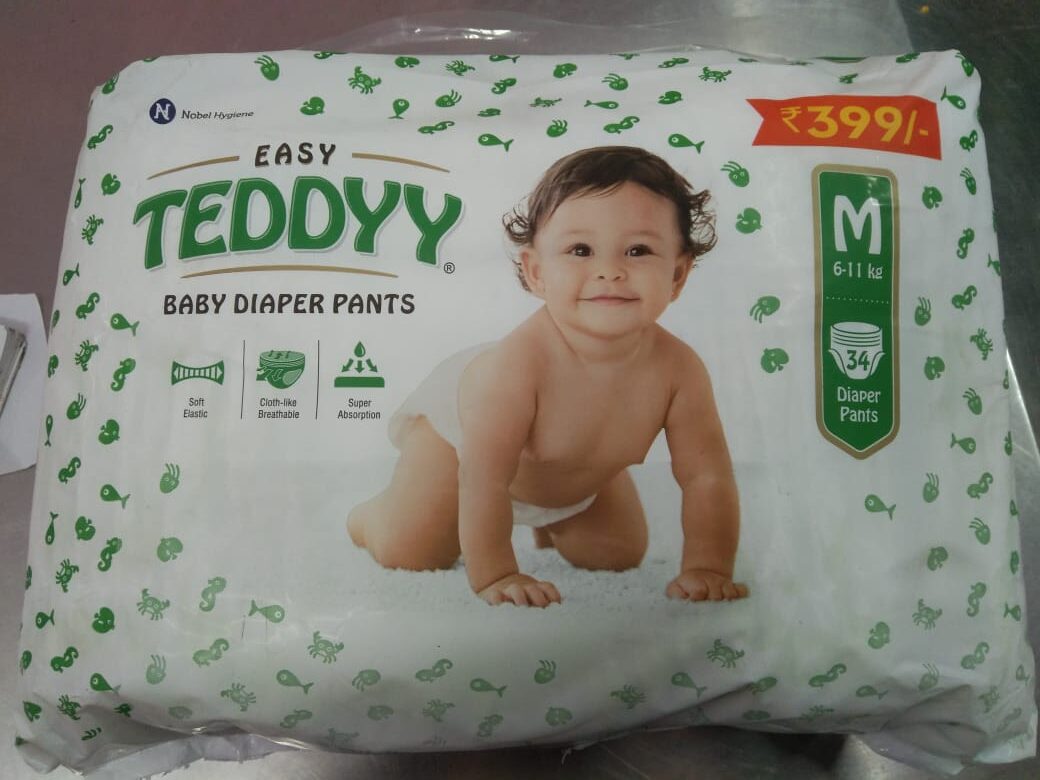 N Nobel Hygiene
EASY
TEDDYY®
BABY DIAPER PANTS
Soft
Elastic
Cloth-like
Breathable
Super
Absorption
₹399/-
M
6-11 kg
34
Diaper
Pants